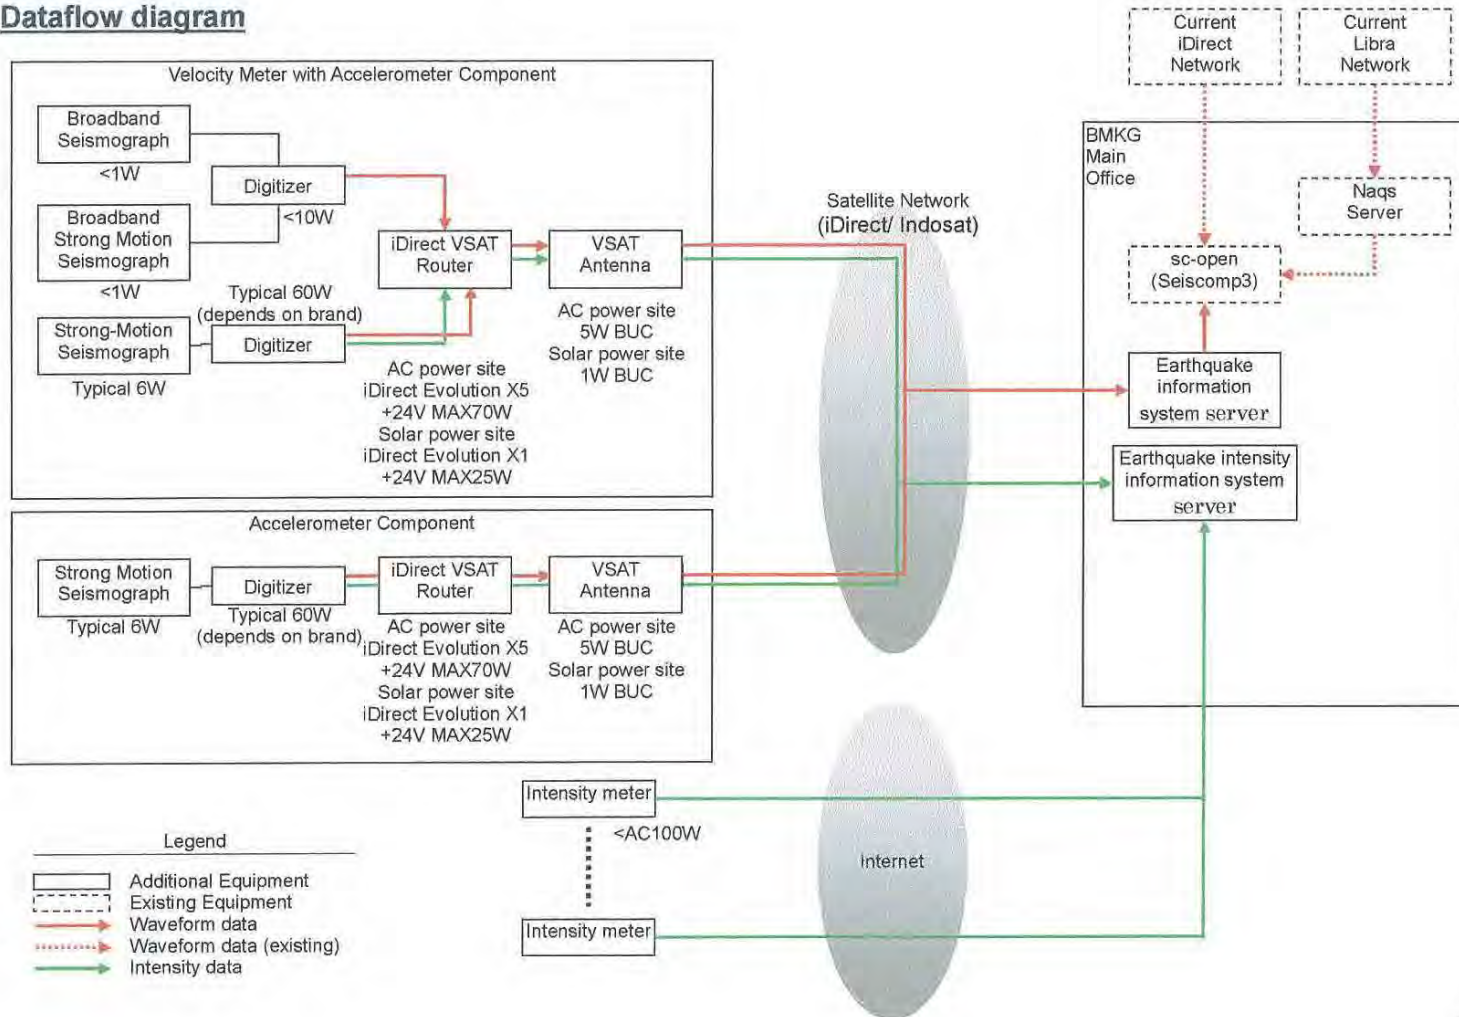 Dataflow diagram
Velocity Meter with Accelerometer Component
Broadband
Seismograph
<1W
Digitizer
<10W
Broadband
Strong Motion
Seismograph
<1W
iDirect VSAT
Router
VSAT
Antenna
Typical 60W
(depends on brand)
Strong-Motion
Seismograph
Digitizer
Typical 6W
AC power site
iDirect Evolution X5
+24V MAX70W
Solar power site
iDirect Evolution X1
+24V MAX25W
AC power site
5W BUC
Solar power site
1W BUC
Accelerometer Component
Strong Motion
Seismograph
Typical 6W
Digitizer
Typical 60W
(depends on brand)
iDirect VSAT
Router
AC power site
iDirect Evolution X5
+24V MAX70W
Solar power site
iDirect Evolution X1
+24V MAX25W
VSAT
Antenna
AC power site
5W BUC
Solar power site
1W BUC
Satellite Network
(iDirect/ Indosat)
Current
iDirect
Network
Current
Libra
Network
BMKG
Main
Office
Naqs
Server
sc-open
(Seiscomp3)
Earthquake
information
system server
Earthquake intensity
information system
server
Intensity meter
<AC100W
Internet
Intensity meter
Legend
Additional Equipment
Existing Equipment
Waveform data
Waveform data (existing)
Intensity data